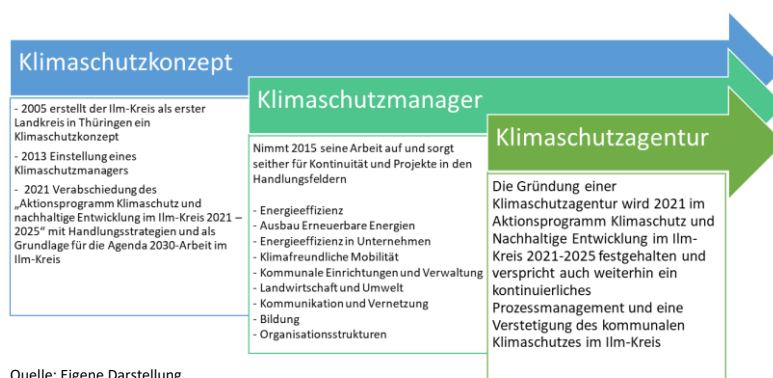 Klimaschutzkonzept
- 2005 erstellt der Ilm-Kreis als erster
Landkreis in Thüringen ein
Klimaschutzkonzept
- 2013 Einstellung eines
Klimaschutzmanagers
- 2021 Verabschiedung des
„Aktionsprogramm Klimaschutz und
nachhaltige Entwicklung im Ilm-Kreis 2021 –
2025“ mit Handlungsstrategien und als
Grundlage für die Agenda 2030-Arbeit im
Ilm-Kreis
Klimaschutzmanager
Nimmt 2015 seine Arbeit auf und sorgt
seither für Kontinuität und Projekte in den
Handlungsfeldern
- Energieeffizienz
- Ausbau Erneuerbare Energien
- Energieeffizienz in Unternehmen
- Klimafreundliche Mobilität
- Kommunale Einrichtungen und Verwaltung
- Landwirtschaft und Umwelt
- Kommunikation und Vernetzung
- Bildung
- Organisationsstrukturen
Klimaschutzagentur
Die Gründung einer
Klimaschutzagentur wird 2021 im
Aktionsprogramm Klimaschutz und
Nachhaltige Entwicklung im Ilm-
Kreis 2021-2025 festgehalten und
verspricht auch weiterhin ein
kontinuierliches
Prozessmanagement und eine
Verstetigung des kommunalen
Klimaschutzes im Ilm-Kreis
Quelle: Eigene Darstellung